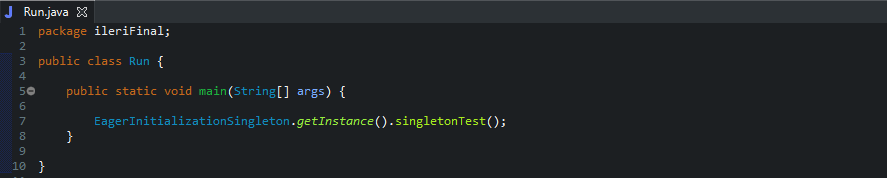 Run.java
1 package ileriFinal;
2
3 public class Run {
4
5 public static void main(String[] args) {
6
7 EagerInitializationSingleton.getInstance().singletonTest();
8 }
9
10 }